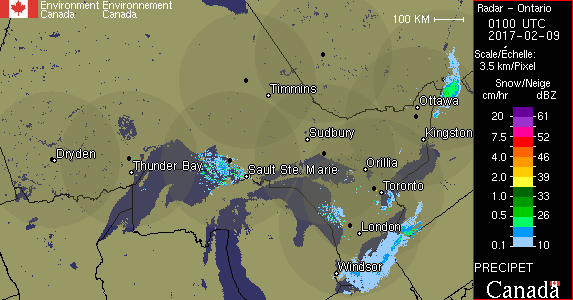 Environment Environnement
Canada Canada
100 KM
Timmins
Ottawa
Sudbury
Kingston
Dryden
Thunder Bay
Sault Ste. Marie
Orillia
Toronto
London
Windsor
Radar - Ontario
0100 UTC
2017-02-09
Scale/Échelle:
3.5 km/Pixel
Snow/Neige
cm/hr dBZ
20 61
7.5 52
4.0 46
2.0 39
1.0 33
0.5 26
0.1 10
PRECIPET
Canada